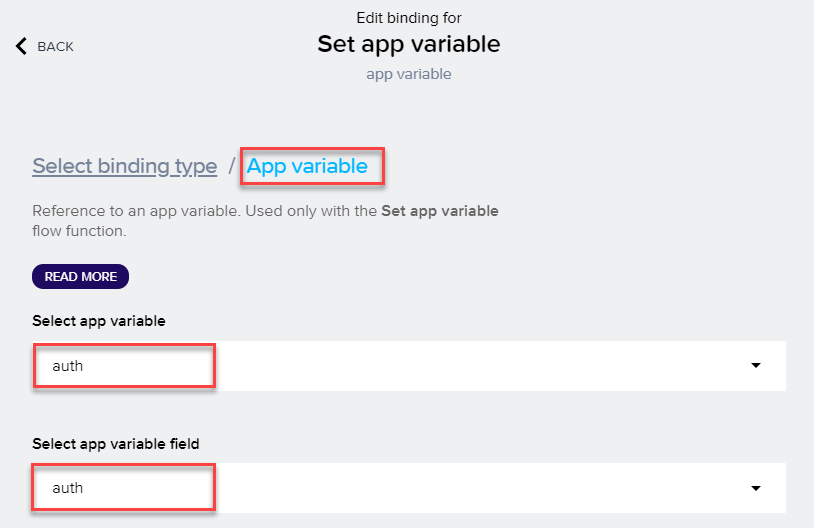 Edit binding for
BACK
Set app variable
app variable
Select binding type / App variable
Reference to an app variable. Used only with the Set app variable
flow function.
READ MORE
Select app variable
auth
Select app variable field
auth